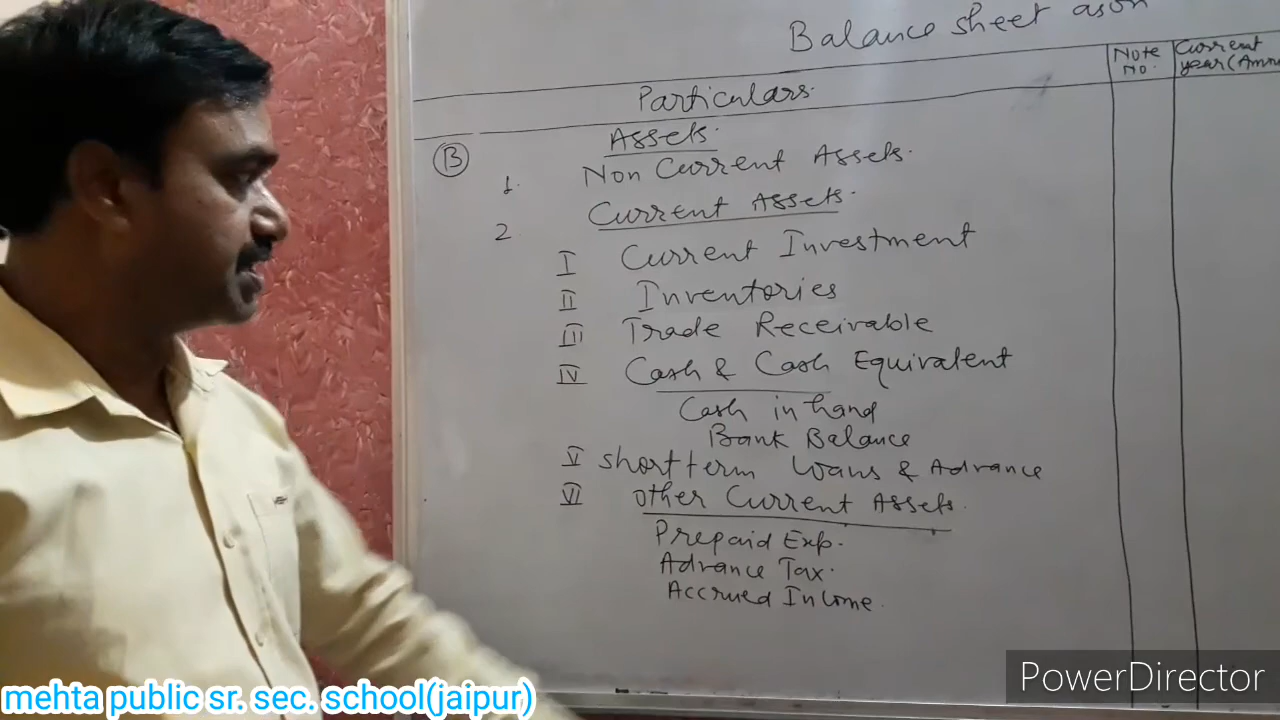 Balance sheet as on
Particulars.
Note No.
Current year (Amou
B
Assets.
1. Non Current Assets.
2 Current Assets.
I Current Investment
II Inventories
III Trade Receivable
IV Cash & Cash Equivalent
Cash in hand
Bank Balance
V Short term loans & Advance
VI Other Current Assets.
Prepaid Exp.
Advance Tax.
Accrued Income.
PowerDirector
mehta public sr. sec. school(jaipur)